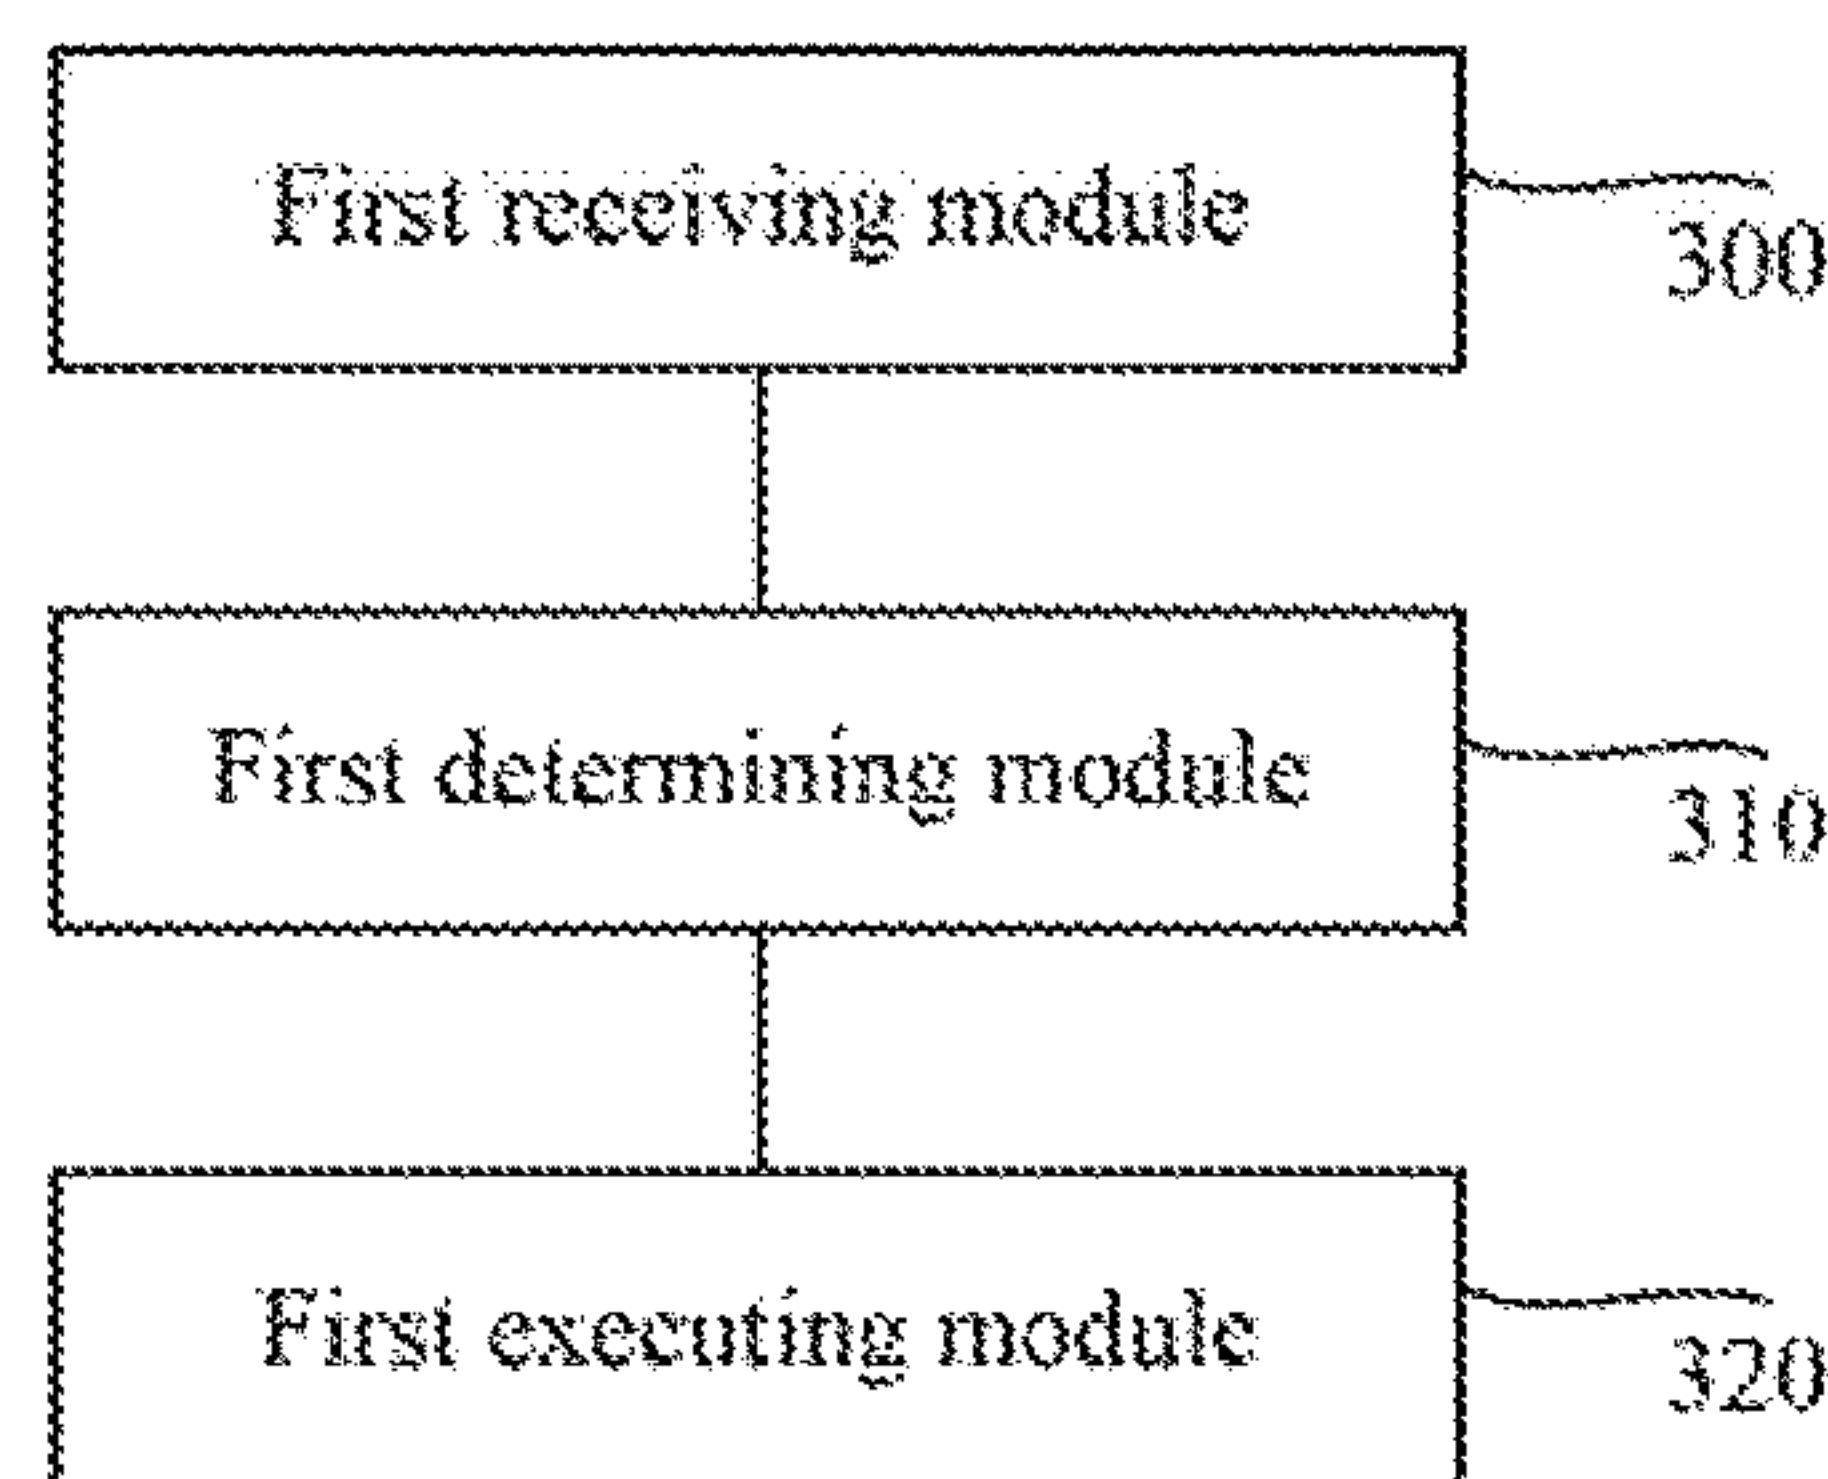 First receiving module
300
First determining module
310
First executing module
320